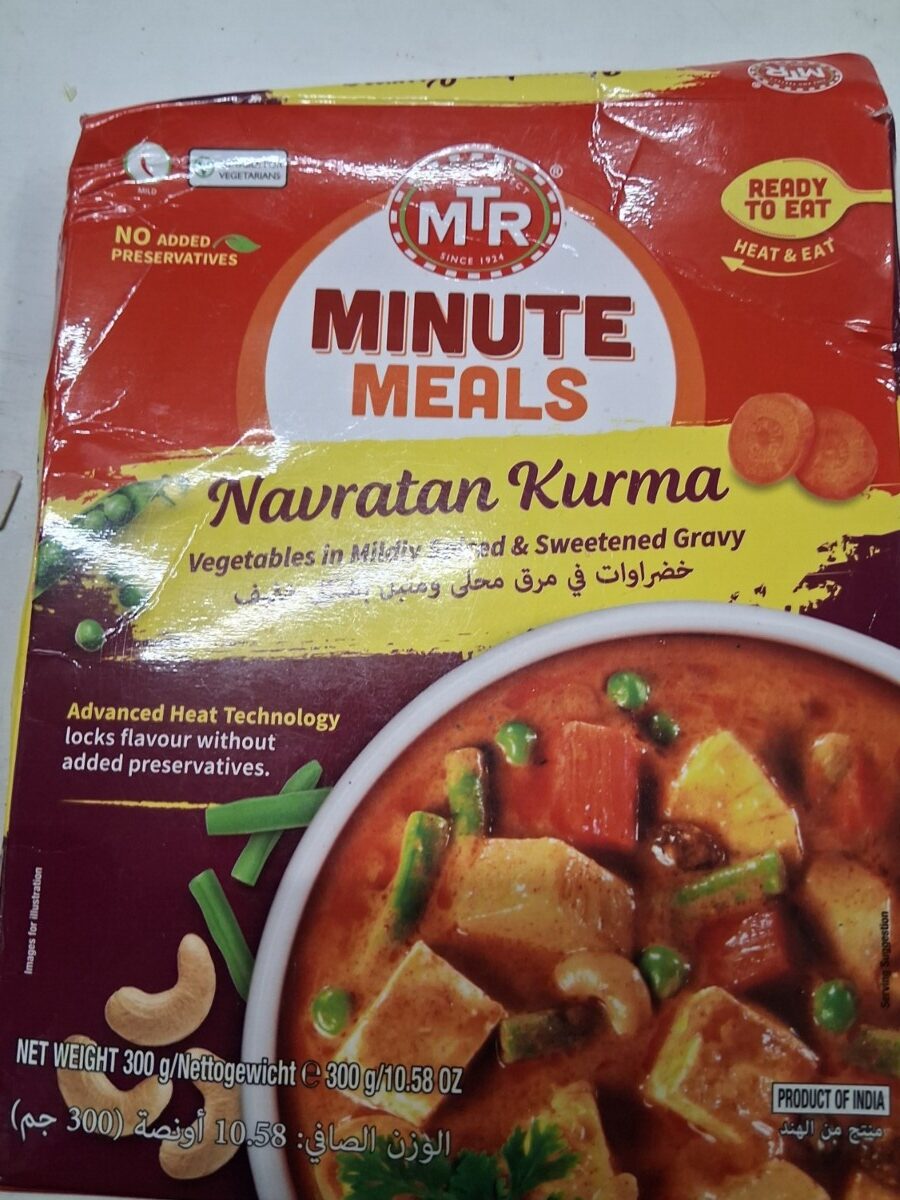 MTR
MILD
VEGETARIANS
MTR
SINCE 1924
®
READY
TO EAT
HEAT & EAT
NO ADDED
PRESERVATIVES
MINUTE
MEALS
Navratan Kurma
Vegetables in Mildly & Sweetened Gravy
خضراوات في مرق محلى ومتبل خفيف
Advanced Heat Technology
locks flavour without
added preservatives.
Images for illustration
Serving Suggestion
NET WEIGHT 300 g/Nettogewicht ℮ 300 g/10.58 OZ
الوزن الصافي: 10.58 أونصة (300 جم)
PRODUCT OF INDIA
منتج من الهند